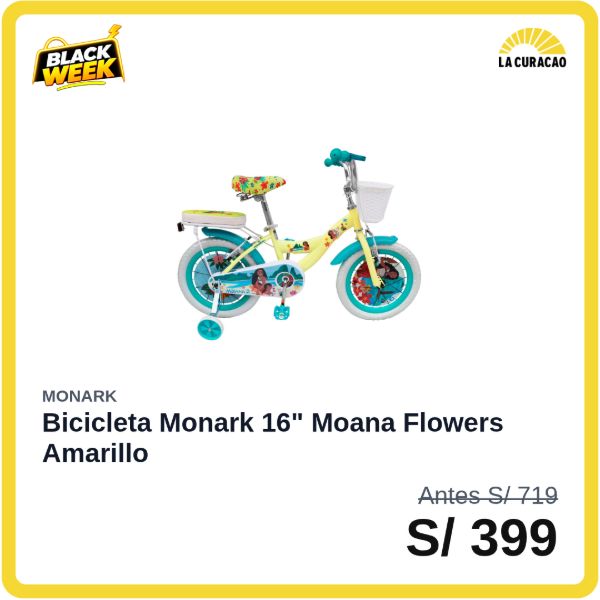 BLACK
WEEK
LA CURACAO
MONARK
Bicicleta Monark 16" Moana Flowers
Amarillo
Antes S/ 719
S/ 399